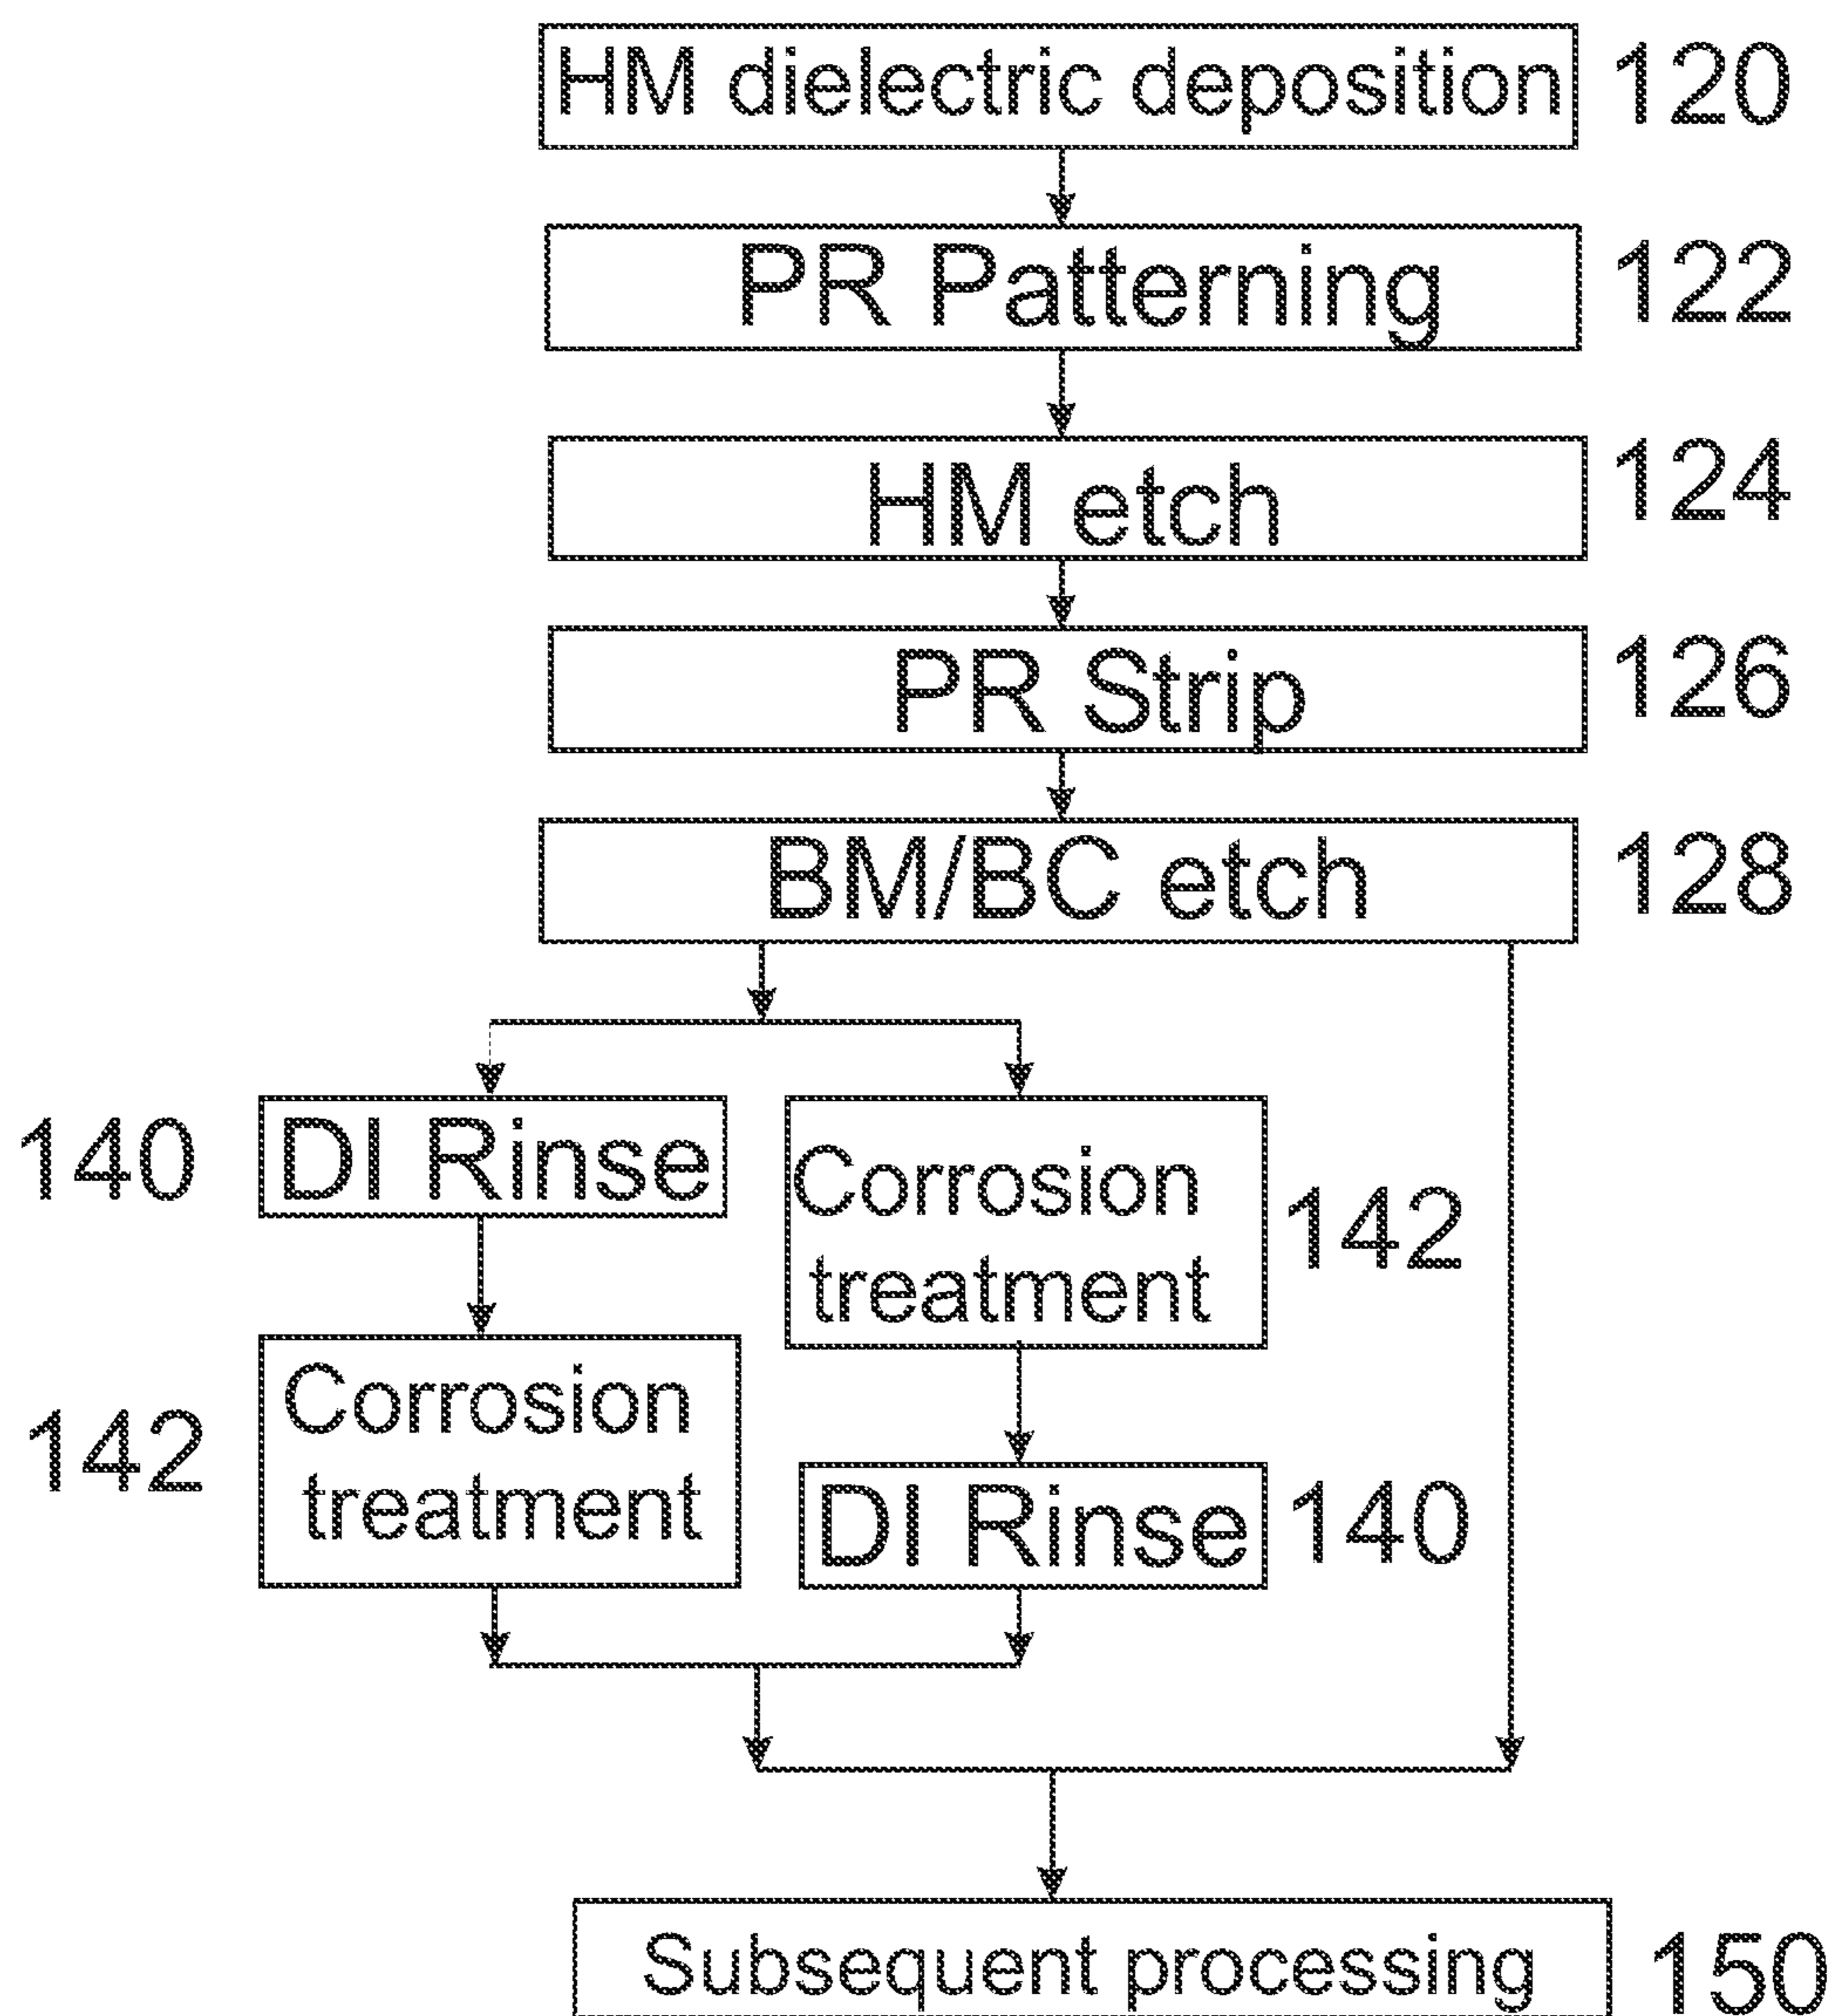 HM dielectric deposition 120
PR Patterning 122
HM etch 124
PR Strip 126
BM/BC etch 128
140 DI Rinse
Corrosion
treatment
142
142 Corrosion
treatment
DI Rinse 140
Subsequent processing 150